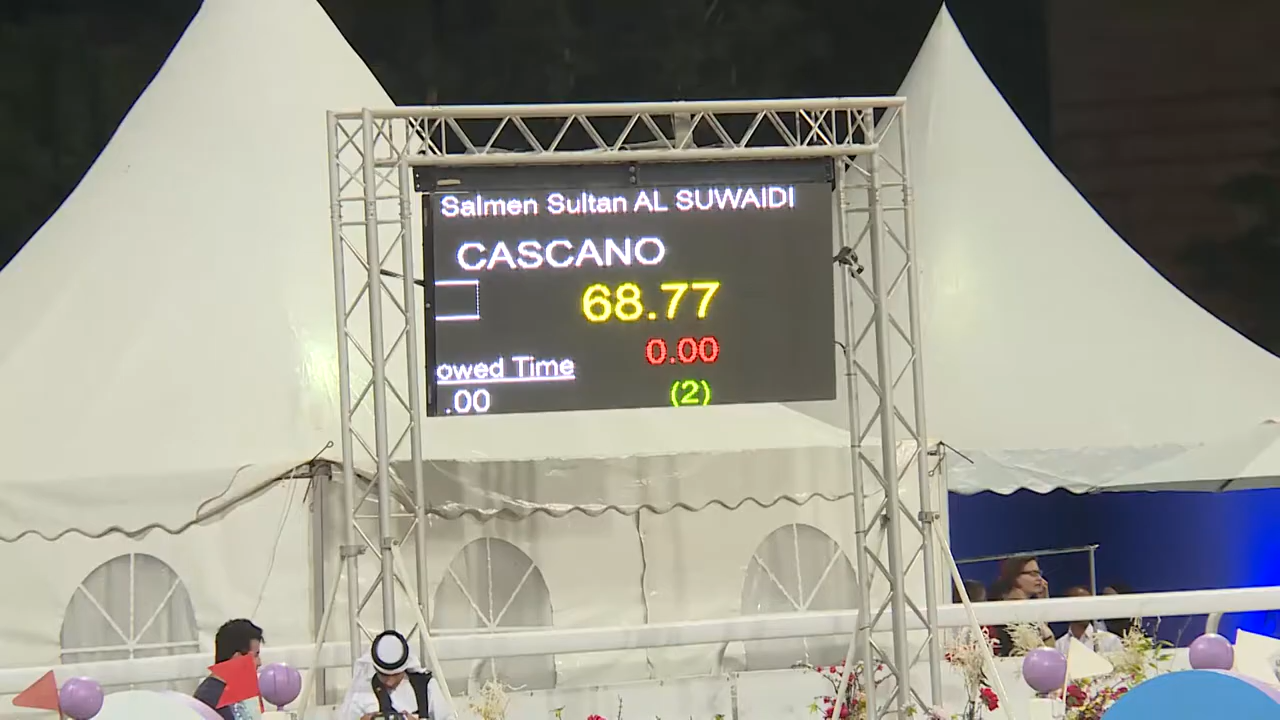 Salmen Sultan AL SUWAIDI
CASCANO
68.77
0.00
owed Time
.00
(2)